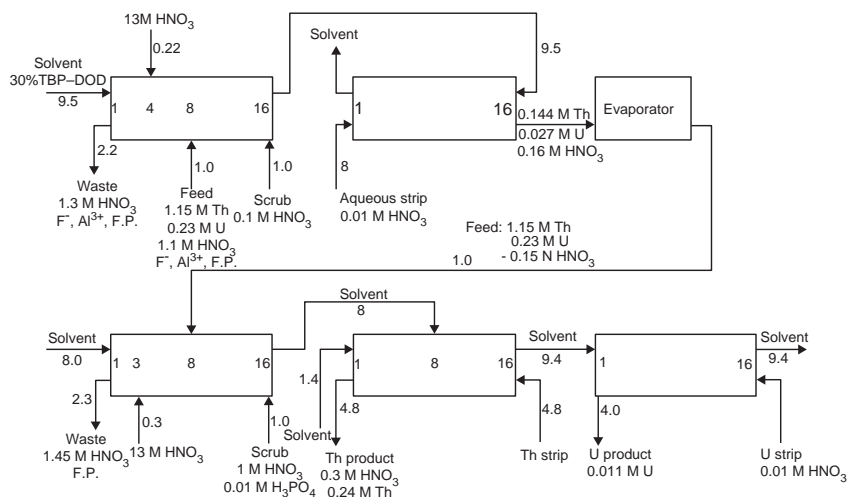 13M HNO3
0.22
Solvent
30%TBP–DOD
9.5
1 4 8 16
2.2
Waste
1.3 M HNO3
F-, Al3+, F.P.
1.0
Feed
1.15 M Th
0.23 M U
1.1 M HNO3
F-, Al3+, F.P.
1.0
Scrub
0.1 M HNO3
9.5
Solvent
1 16
8
Aqueous strip
0.01 M HNO3
0.144 M Th
0.027 M U
0.16 M HNO3
Evaporator
Feed: 1.15 M Th
0.23 M U
- 0.15 N HNO3
1.0
Solvent
8.0
1 3 8 16
2.3
Waste
1.45 M HNO3
F.P.
0.3
13 M HNO3
1.0
Scrub
1 M HNO3
0.01 M H3PO4
Solvent
8
1 8 16
1.4
Solvent
4.8
Th product
0.3 M HNO3
0.24 M Th
4.8
Th strip
Solvent
9.4
1 16
4.0
U product
0.011 M U
Solvent
9.4
U strip
0.01 M HNO3